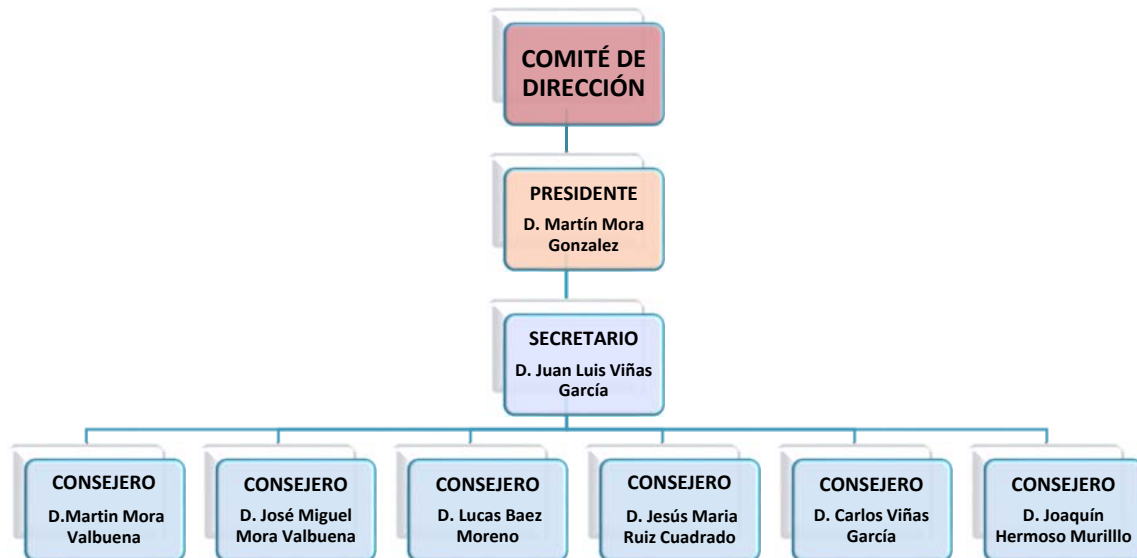 COMITÉ DE
DIRECCIÓN
PRESIDENTE
D. Martín Mora
Gonzalez
SECRETARIO
D. Juan Luis Viñas
García
CONSEJERO
D.Martin Mora
Valbuena
CONSEJERO
D. José Miguel
Mora Valbuena
CONSEJERO
D. Lucas Baez
Moreno
CONSEJERO
D. Jesús Maria
Ruiz Cuadrado
CONSEJERO
D. Carlos Viñas
García
CONSEJERO
D. Joaquín
Hermoso Murilllo